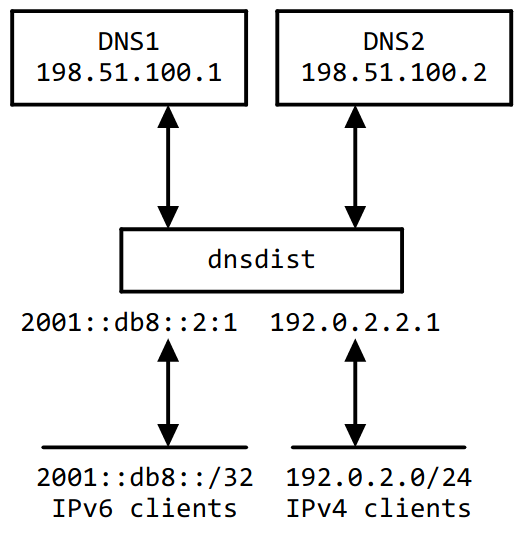 DNS1
198.51.100.1
DNS2
198.51.100.2
dnsdist
2001::db8::2:1
192.0.2.2.1
2001::db8::/32
IPv6 clients
192.0.2.0/24
IPv4 clients